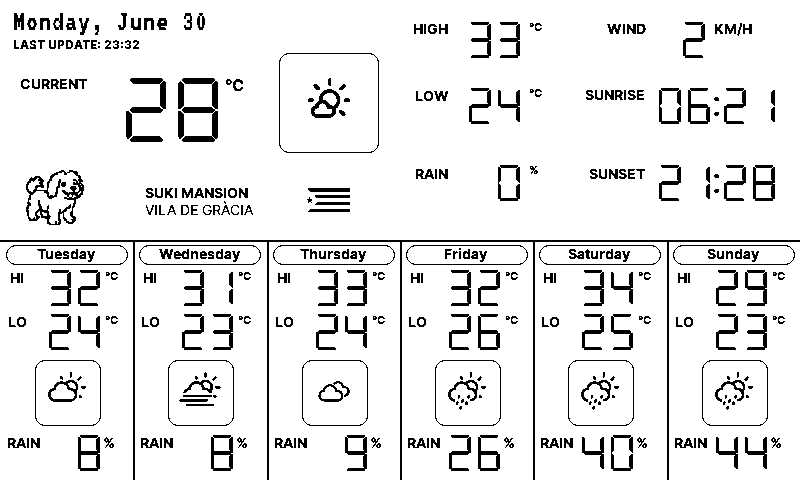 Monday, June 30
LAST UPDATE: 23:32
CURRENT 28 °C
HIGH 33 °C
WIND 2 KM/H
LOW 24 °C
SUNRISE 06:21
RAIN 0 %
SUNSET 21:28
SUKI MANSION
VILA DE GRÀCIA
Tuesday
HI 32 °C
LO 24 °C
RAIN 8 %
Wednesday
HI 31 °C
LO 23 °C
RAIN 8 %
Thursday
HI 33 °C
LO 24 °C
RAIN 9 %
Friday
HI 32 °C
LO 26 °C
RAIN 26 %
Saturday
HI 34 °C
LO 25 °C
RAIN 40 %
Sunday
HI 29 °C
LO 23 °C
RAIN 44 %